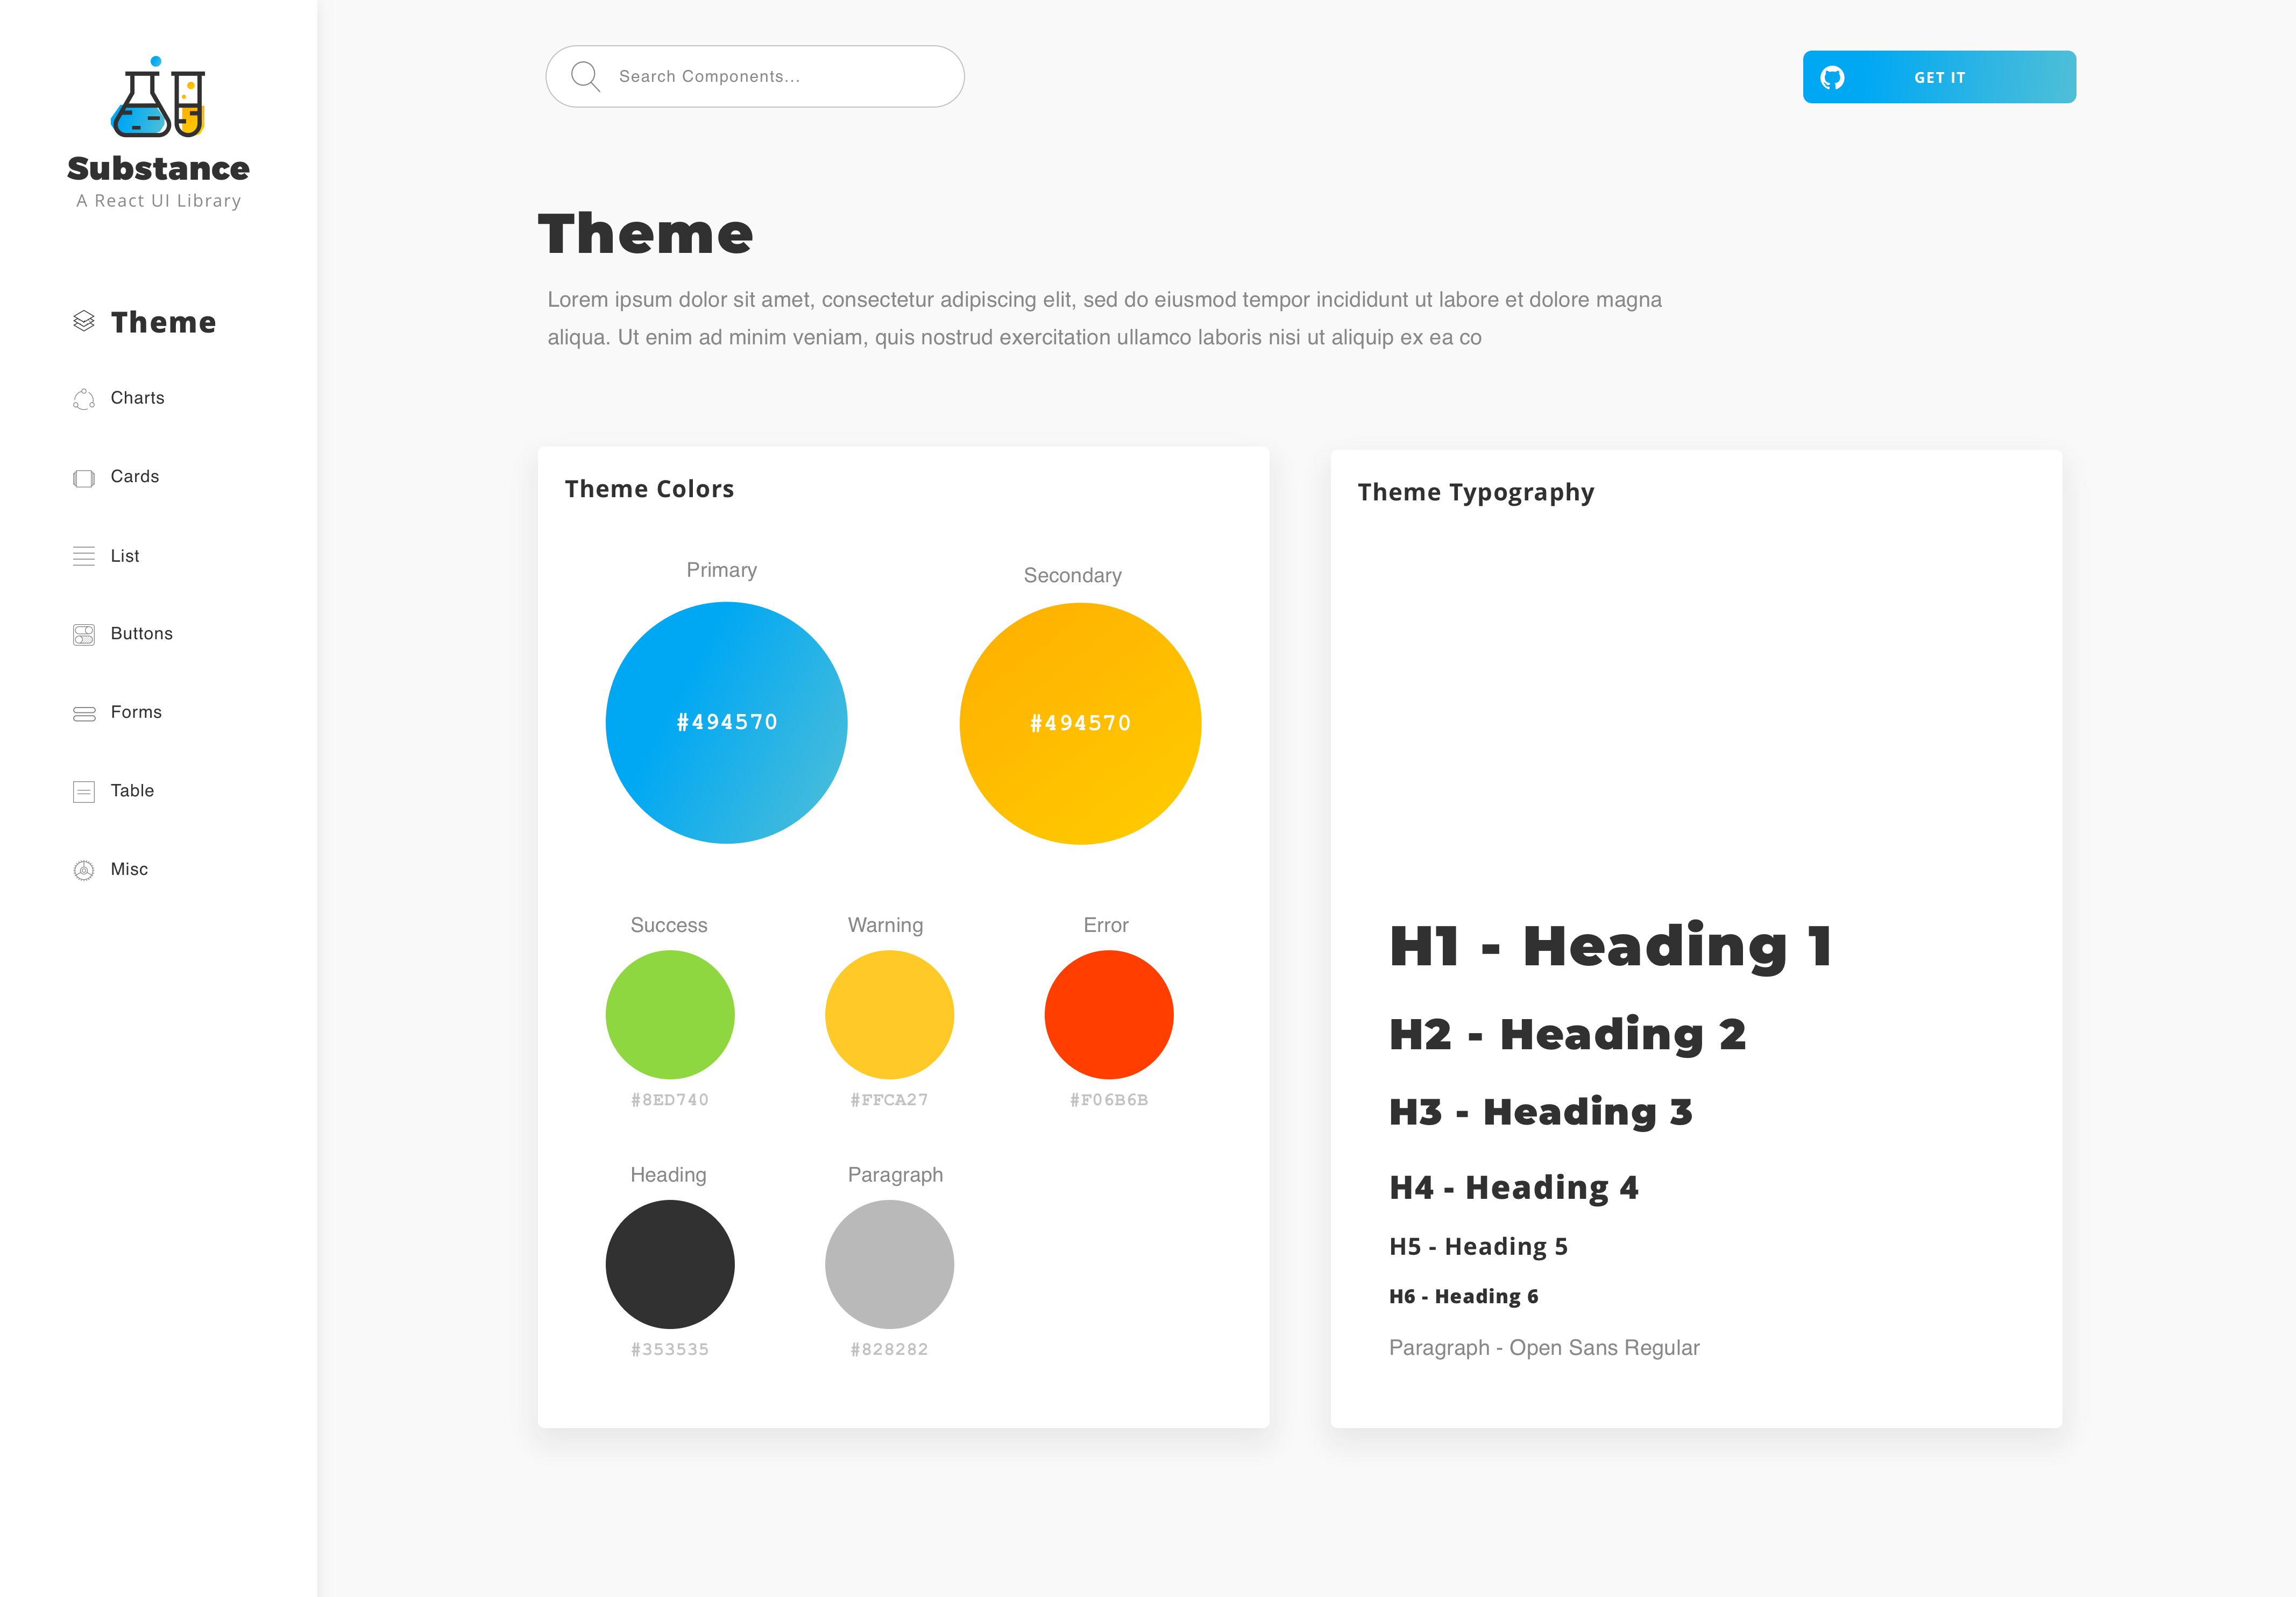 Substance
A React UI Library
Theme
Charts
Cards
List
Buttons
Forms
Table
Misc
Search Components...
GET IT
Theme
Lorem ipsum dolor sit amet, consectetur adipiscing elit, sed do eiusmod tempor incididunt ut labore et dolore magna
aliqua. Ut enim ad minim veniam, quis nostrud exercitation ullamco laboris nisi ut aliquip ex ea co
Theme Colors
Primary
Secondary
#494570
#494570
Success
Warning
Error
#8ED740
#FFCA27
#F06B6B
Heading
Paragraph
#353535
#828282
Theme Typography
H1 - Heading 1
H2 - Heading 2
H3 - Heading 3
H4 - Heading 4
H5 - Heading 5
H6 - Heading 6
Paragraph - Open Sans Regular